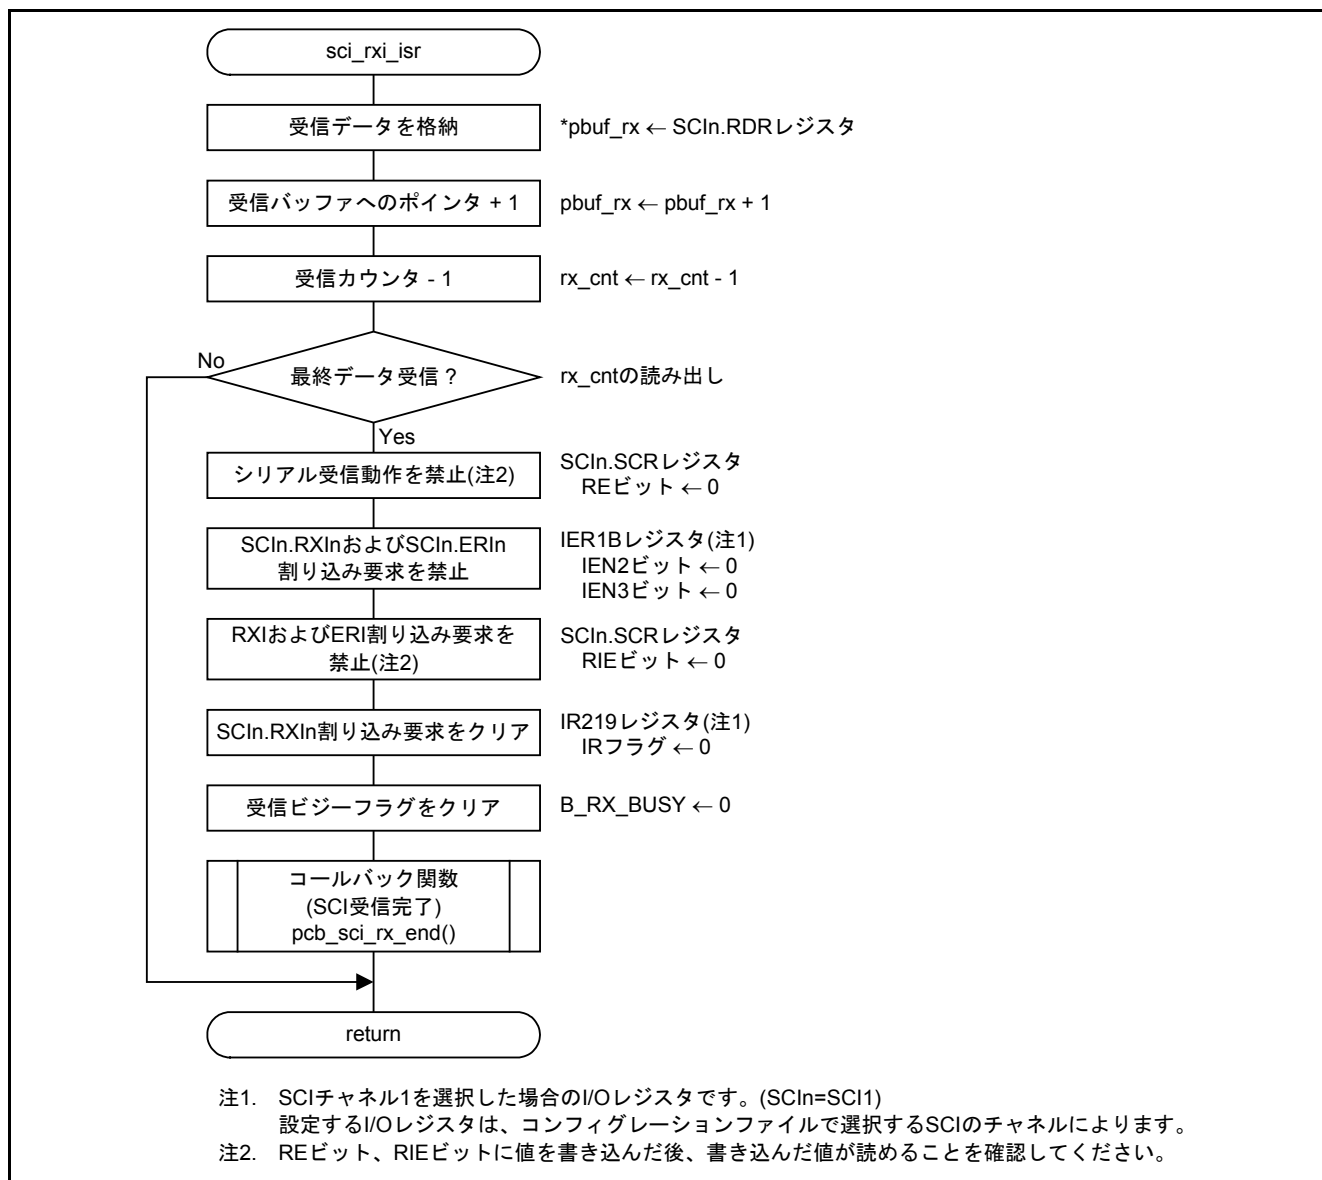 sci_rxi_isr
受信データを格納
*pbuf_rx ← SCIn.RDRレジスタ
受信バッファへのポインタ + 1
pbuf_rx ← pbuf_rx + 1
受信カウンタ - 1
rx_cnt ← rx_cnt - 1
No
最終データ受信 ?
rx_cntの読み出し
Yes
シリアル受信動作を禁止(注2)
SCIn.SCRレジスタ
REビット ← 0
SCIn.RXInおよびSCIn.ERIn
割り込み要求を禁止
IER1Bレジスタ(注1)
IEN2ビット ← 0
IEN3ビット ← 0
RXIおよびERI割り込み要求を
禁止(注2)
SCIn.SCRレジスタ
RIEビット ← 0
SCIn.RXIn割り込み要求をクリア
IR219レジスタ(注1)
IRフラグ ← 0
受信ビジーフラグをクリア
B_RX_BUSY ← 0
コールバック関数
(SCI受信完了)
pcb_sci_rx_end()
return
注1. SCIチャネル1を選択した場合のI/Oレジスタです。(SCIn=SCI1)
設定するI/Oレジスタは、コンフィグレーションファイルで選択するSCIのチャネルによります。
注2. REビット、RIEビットに値を書き込んだ後、書き込んだ値が読めることを確認してください。